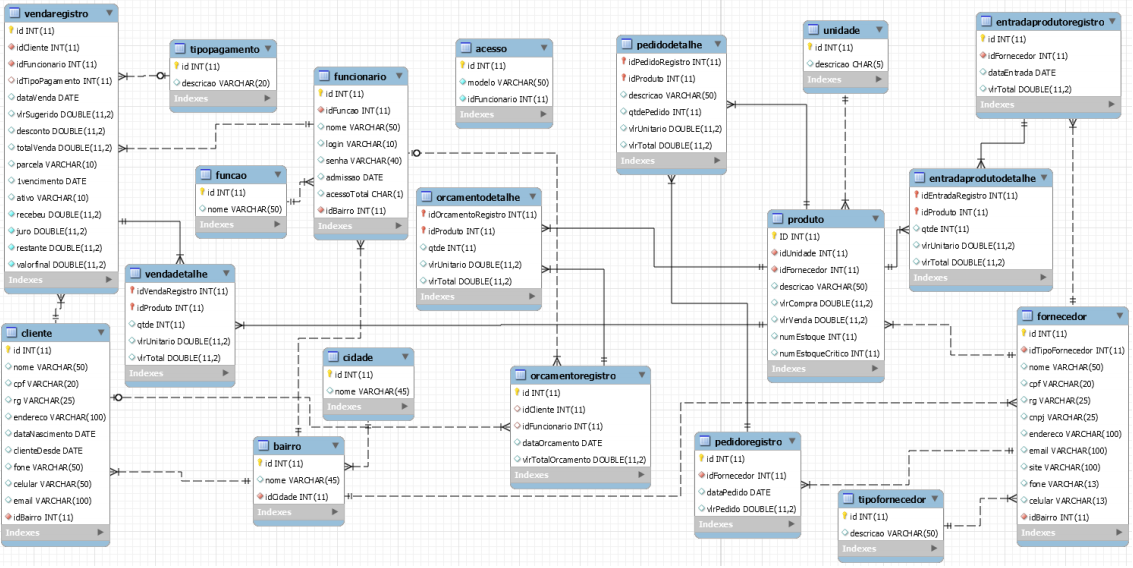 vendaregistro
id INT(11)
idCliente INT(11)
idFuncionario INT(11)
idTipoPagamento INT(11)
dataVenda DATE
vlrSugerido DOUBLE(11,2)
desconto DOUBLE(11,2)
totalVenda DOUBLE(11,2)
parcela VARCHAR(10)
1vencimento DATE
ativo VARCHAR(10)
recebeu DOUBLE(11,2)
juro DOUBLE(11,2)
restante DOUBLE(11,2)
valorfinal DOUBLE(11,2)
Indexes
tipopagamento
id INT(11)
descricao VARCHAR(20)
Indexes
funcionario
id INT(11)
idFuncao INT(11)
nome VARCHAR(50)
login VARCHAR(10)
senha VARCHAR(40)
admissao DATE
acessoTotal CHAR(1)
idBairro INT(11)
Indexes
acesso
id INT(11)
modelo VARCHAR(50)
idFuncionario INT(11)
Indexes
pedidodetalhe
idPedidoRegistro INT(11)
idProduto INT(11)
descricao VARCHAR(50)
qtdePedido INT(11)
vlrUnitario DOUBLE(11,2)
vlrTotal DOUBLE(11,2)
Indexes
unidade
id INT(11)
descricao CHAR(5)
Indexes
entradaprodutoregistro
id INT(11)
idFornecedor INT(11)
dataEntrada DATE
vlrTotal DOUBLE(11,2)
Indexes
funcao
id INT(11)
nome VARCHAR(50)
Indexes
orcamentodetalhe
idOrcamentoRegistro INT(11)
idProduto INT(11)
qtde INT(11)
vlrUnitario DOUBLE(11,2)
vlrTotal DOUBLE(11,2)
Indexes
entradaprodutodetalhe
idEntradaRegistro INT(11)
idProduto INT(11)
qtde INT(11)
vlrUnitario DOUBLE(11,2)
vlrTotal DOUBLE(11,2)
Indexes
produto
ID INT(11)
idUnidade INT(11)
idFornecedor INT(11)
descricao VARCHAR(50)
vlrCompra DOUBLE(11,2)
vlrVenda DOUBLE(11,2)
numEstoque INT(11)
numEstoqueCritico INT(11)
Indexes
vendadetalhe
idVendaRegistro INT(11)
idProduto INT(11)
qtde INT(11)
vlrUnitario DOUBLE(11,2)
vlrTotal DOUBLE(11,2)
Indexes
cliente
id INT(11)
nome VARCHAR(50)
cpf VARCHAR(20)
rg VARCHAR(25)
endereco VARCHAR(100)
dataNascimento DATE
clienteDesde DATE
fone VARCHAR(50)
celular VARCHAR(50)
email VARCHAR(100)
idBairro INT(11)
Indexes
cidade
id INT(11)
nome VARCHAR(45)
Indexes
bairro
id INT(11)
nome VARCHAR(45)
idCidade INT(11)
Indexes
orcamentoregistro
id INT(11)
idCliente INT(11)
idFuncionario INT(11)
dataOrcamento DATE
vlrTotalOrcamento DOUBLE(11,2)
Indexes
pedidoregistro
id INT(11)
idFornecedor INT(11)
dataPedido DATE
vlrPedido DOUBLE(11,2)
Indexes
tipofornecedor
id INT(11)
descricao VARCHAR(50)
Indexes
fornecedor
id INT(11)
idTipoFornecedor INT(11)
nome VARCHAR(50)
cpf VARCHAR(20)
rg VARCHAR(25)
cnpj VARCHAR(25)
endereco VARCHAR(100)
email VARCHAR(100)
site VARCHAR(100)
fone VARCHAR(13)
celular VARCHAR(13)
idBairro INT(11)
Indexes